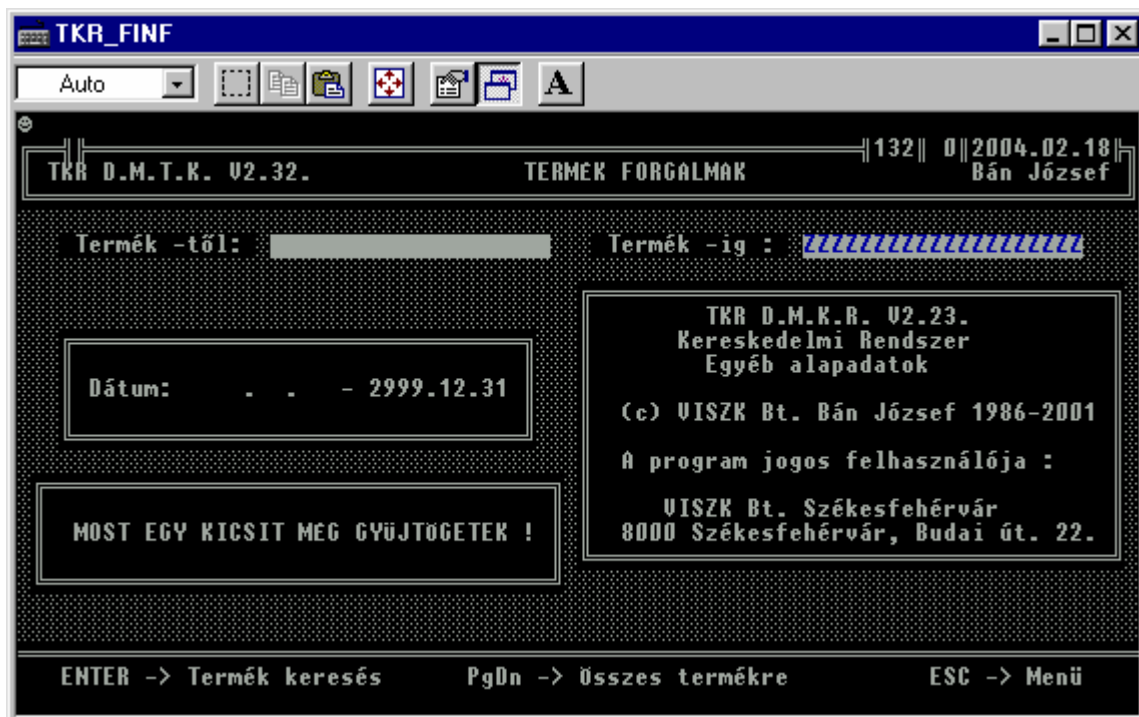 TKR_FINF
Auto
A
132 0 2004.02.18
TKR D.M.T.K. V2.32. TERMÉK FORGALMAK Bán József
Termék -től: Termék -ig : ZZZZZZZZZZZZZZZZZZZZ
TKR D.M.K.R. V2.23.
Kereskedelmi Rendszer
Egyéb alapadatok
(c) VISZK Bt. Bán József 1986-2001
A program jogos felhasználója :
VISZK Bt. Székesfehérvár
8000 Székesfehérvár, Budai út. 22.
Dátum: . . - 2999.12.31
MOST EGY KICSIT MÉG GYüJTÖGETEK !
ENTER -> Termék keresés PgDn -> Összes termékre ESC -> Menü